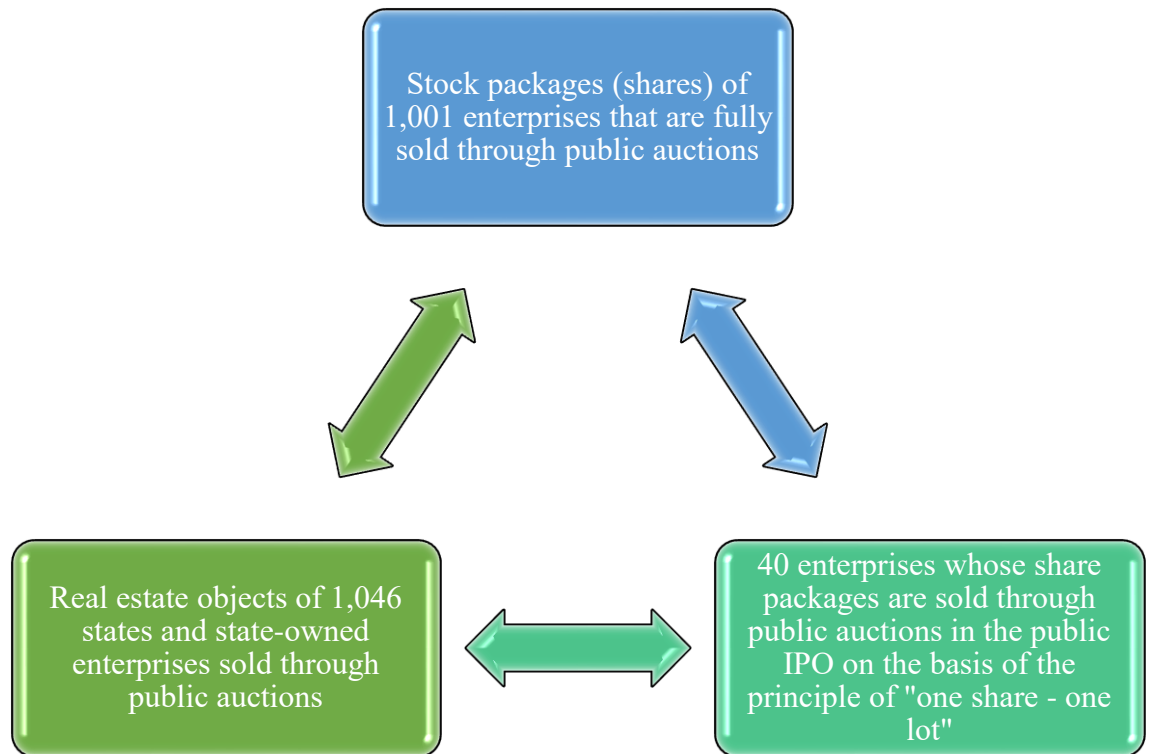 Stock packages (shares) of
1,001 enterprises that are fully
sold through public auctions
Real estate objects of 1,046
states and state-owned
enterprises sold through
public auctions
40 enterprises whose share
packages are sold through
public auctions in the public
IPO on the basis of the
principle of "one share - one
lot"